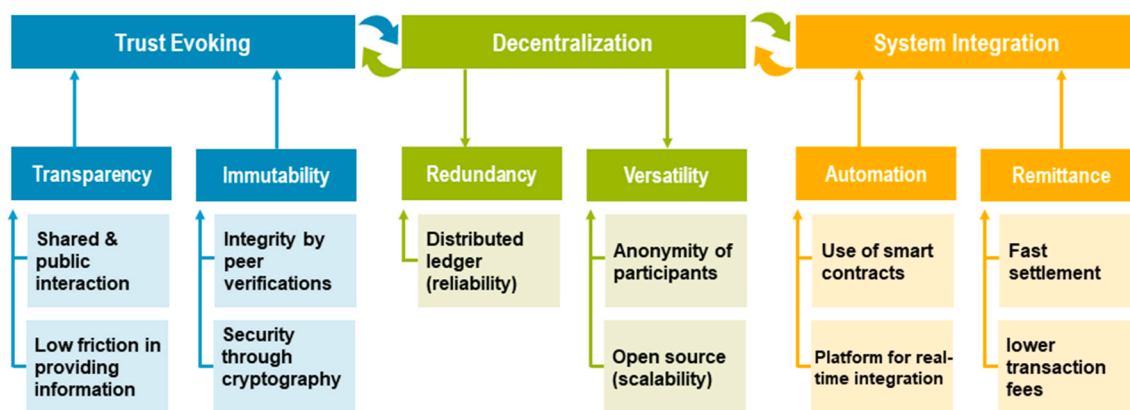 Trust Evoking
Decentralization
System Integration
Transparency
Immutability
Redundancy
Versatility
Automation
Remittance
Shared &
public
interaction
Integrity by
peer
verifications
Distributed
ledger
(reliability)
Anonymity of
participants
Use of smart
contracts
Fast
settlement
Low friction in
providing
information
Security
through
cryptography
Open source
(scalability)
Platform for real-
time integration
lower
transaction
fees